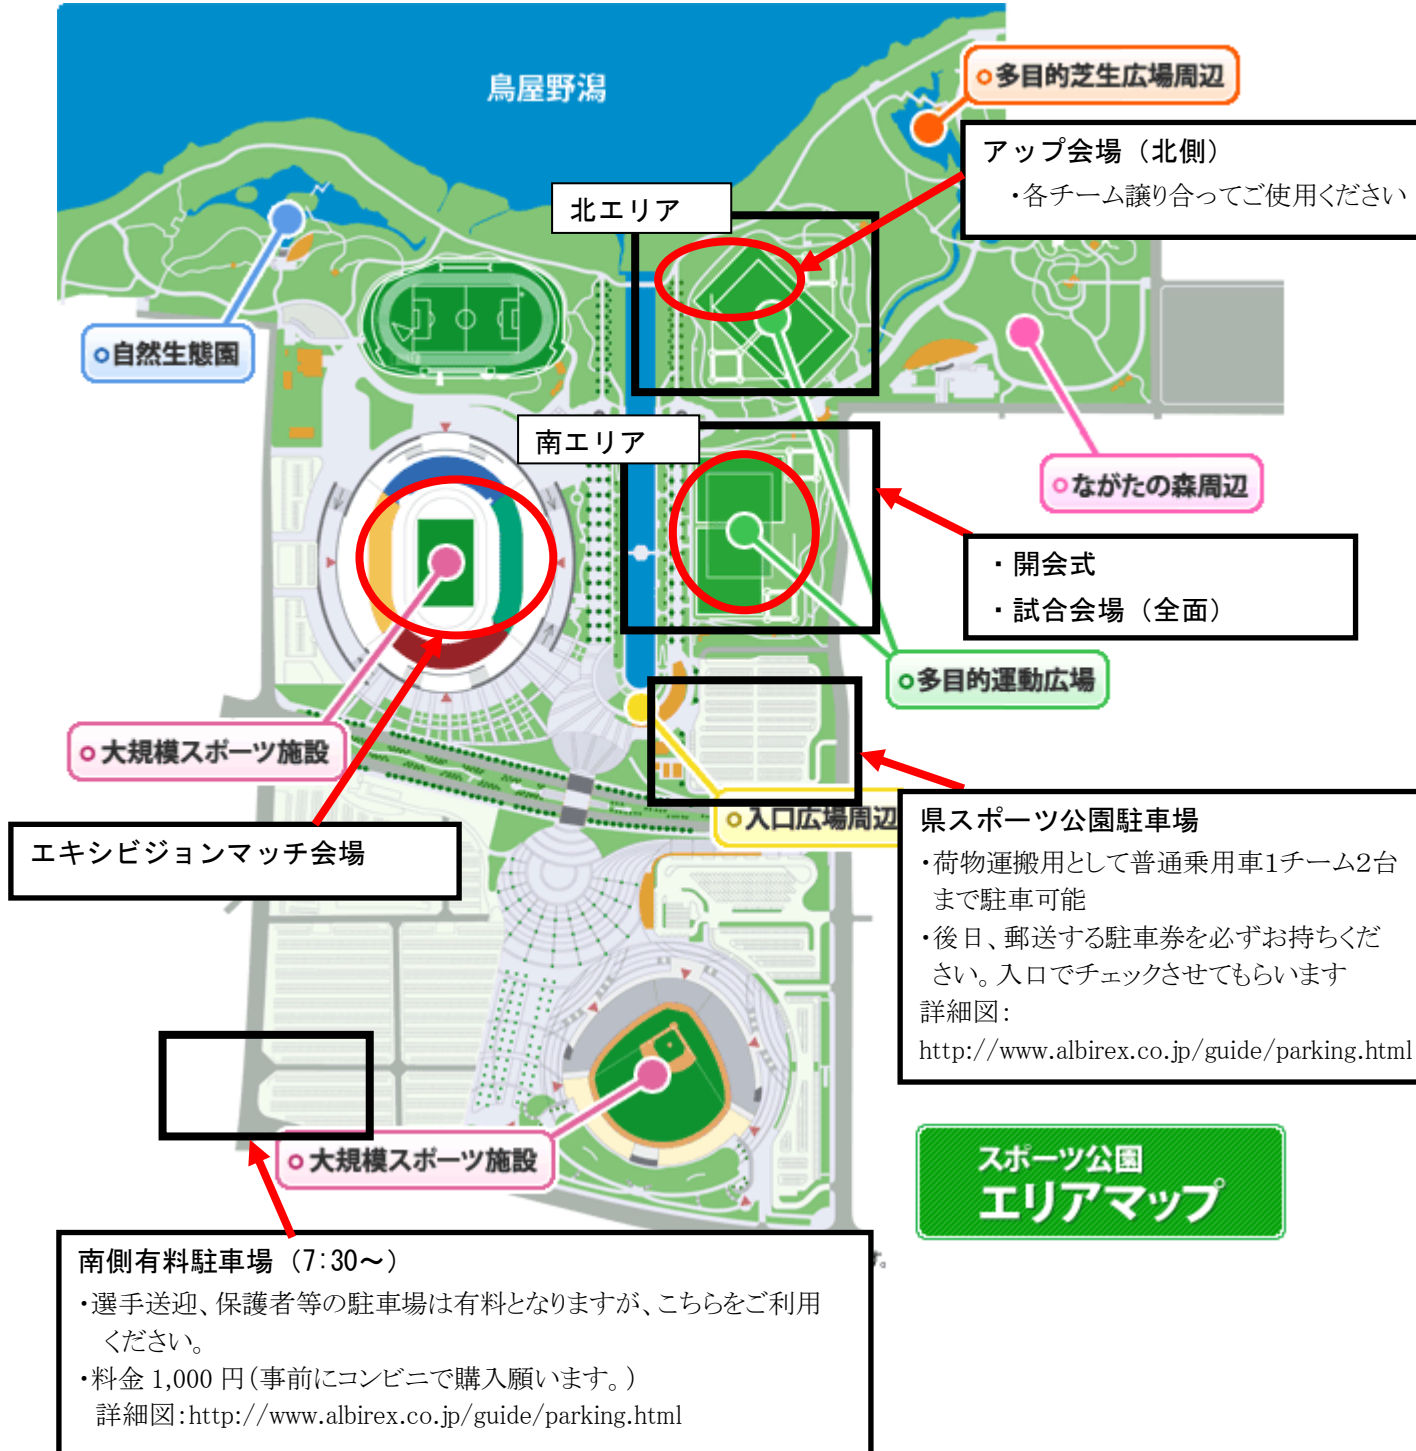 鳥屋野潟
多目的芝生広場周辺
アップ会場（北側）
・各チーム譲り合ってご使用ください
北エリア
自然生態園
南エリア
ながたの森周辺
・開会式
・試合会場（全面）
多目的運動広場
大規模スポーツ施設
入口広場周辺
エキシビジョンマッチ会場
県スポーツ公園駐車場
・荷物運搬用として普通乗用車1チーム2台
まで駐車可能
・後日、郵送する駐車券を必ずお持ちくだ
さい。入口でチェックさせてもらいます
詳細図：
http://www.albirex.co.jp/guide/parking.html
大規模スポーツ施設
スポーツ公園
エリアマップ
南側有料駐車場（7:30～）
・選手送迎、保護者等の駐車場は有料となりますが、こちらをご利用
ください。
・料金 1,000 円（事前にコンビニで購入願います。）
詳細図：http://www.albirex.co.jp/guide/parking.html
す。